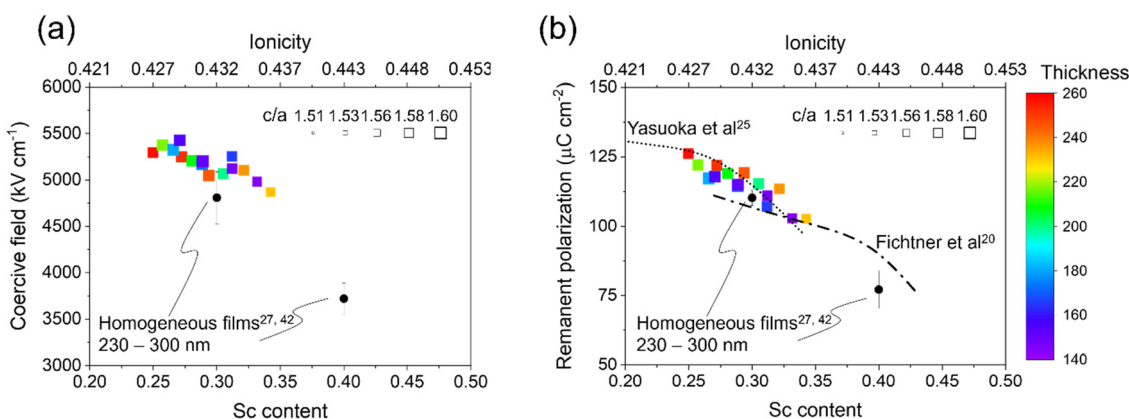 (a)
Ionicity
0.421 0.427 0.432 0.437 0.443 0.448 0.453
6000
5500
5000
4500
4000
3500
3000
Coercive field (kV cm⁻¹)
c/a 1.51 1.53 1.56 1.58 1.60
Homogeneous films²⁷, ⁴²
230 – 300 nm
0.20 0.25 0.30 0.35 0.40 0.45 0.50
Sc content
(b)
Ionicity
0.421 0.427 0.432 0.437 0.443 0.448 0.453
150
125
100
75
50
Remanent polarization (μC cm⁻²)
c/a 1.51 1.53 1.56 1.58 1.60
Yasuoka et al²⁵
Fichtner et al²⁰
Homogeneous films²⁷, ⁴²
230 – 300 nm
0.20 0.25 0.30 0.35 0.40 0.45 0.50
Sc content
Thickness
260
240
220
200
180
160
140